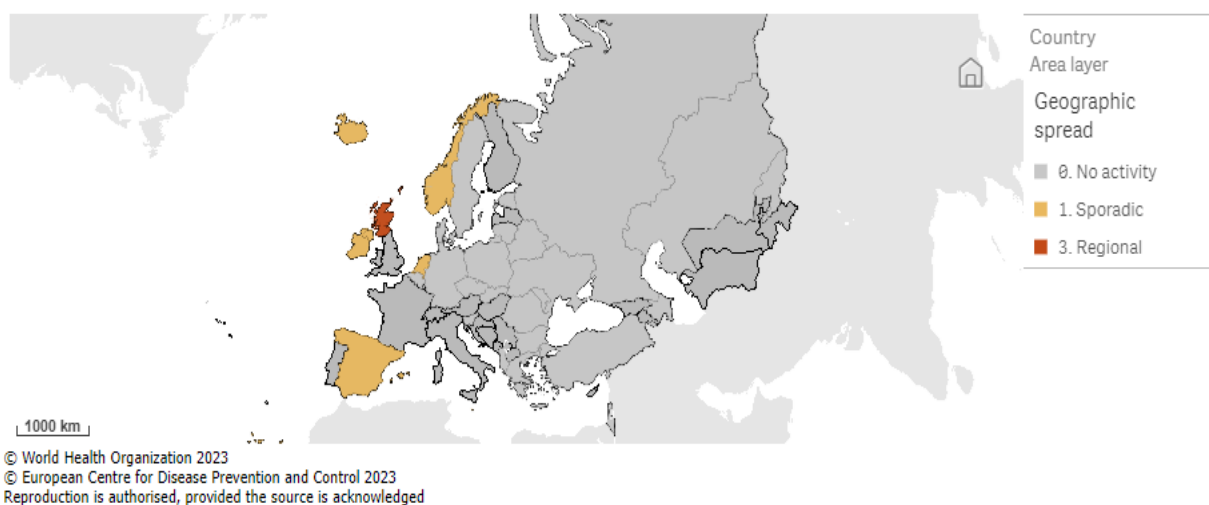 Country
Area layer
Geographic
spread
0. No activity
1. Sporadic
3. Regional
1000 km
© World Health Organization 2023
© European Centre for Disease Prevention and Control 2023
Reproduction is authorised, provided the source is acknowledged